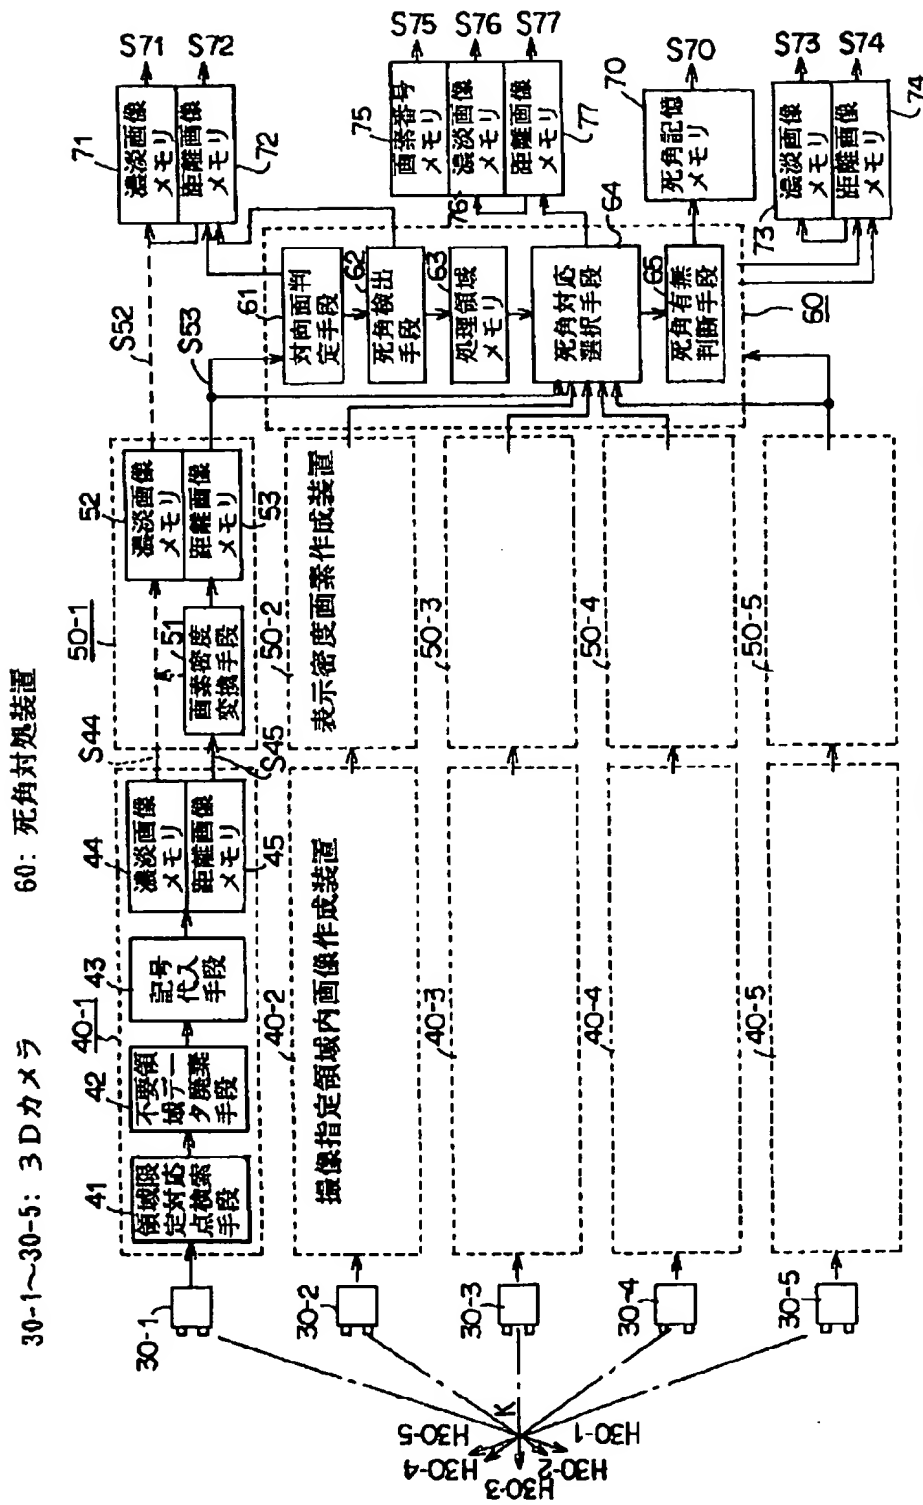 30-1～30-5: 3Dカメラ
60: 死角対処装置
30-1
30-2
30-3
30-4
30-5
K
H30-5
H30-4
H30-3
H30-2
H30-1
40-1
41
領域限
定対応
点検索
手段
42
不要領
域デー
タ廃棄
手段
43
記号
代入
手段
44
濃淡画像
メモリ
距離画像
メモリ
45
S44
S45
50-1
51
画素密度
変換手段
52
濃淡画像
メモリ
距離画像
メモリ
53
S52
S53
40-2
撮像指定領域内画像作成装置
50-2
表示密度画素作成装置
40-3
50-3
40-4
50-4
40-5
50-5
61
対向面判
定手段
62
死角検出
手段
63
処理領域
メモリ
64
死角対応
選択手段
65
死角有無
判断手段
60
71
濃淡画像
メモリ
S71
距離画像
メモリ
S72
72
75
画素番号
メモリ
S75
76
濃淡画像
メモリ
S76
距離画像
メモリ
S77
77
70
死角記憶
メモリ
S70
73
濃淡画像
メモリ
S73
距離画像
メモリ
S74
74